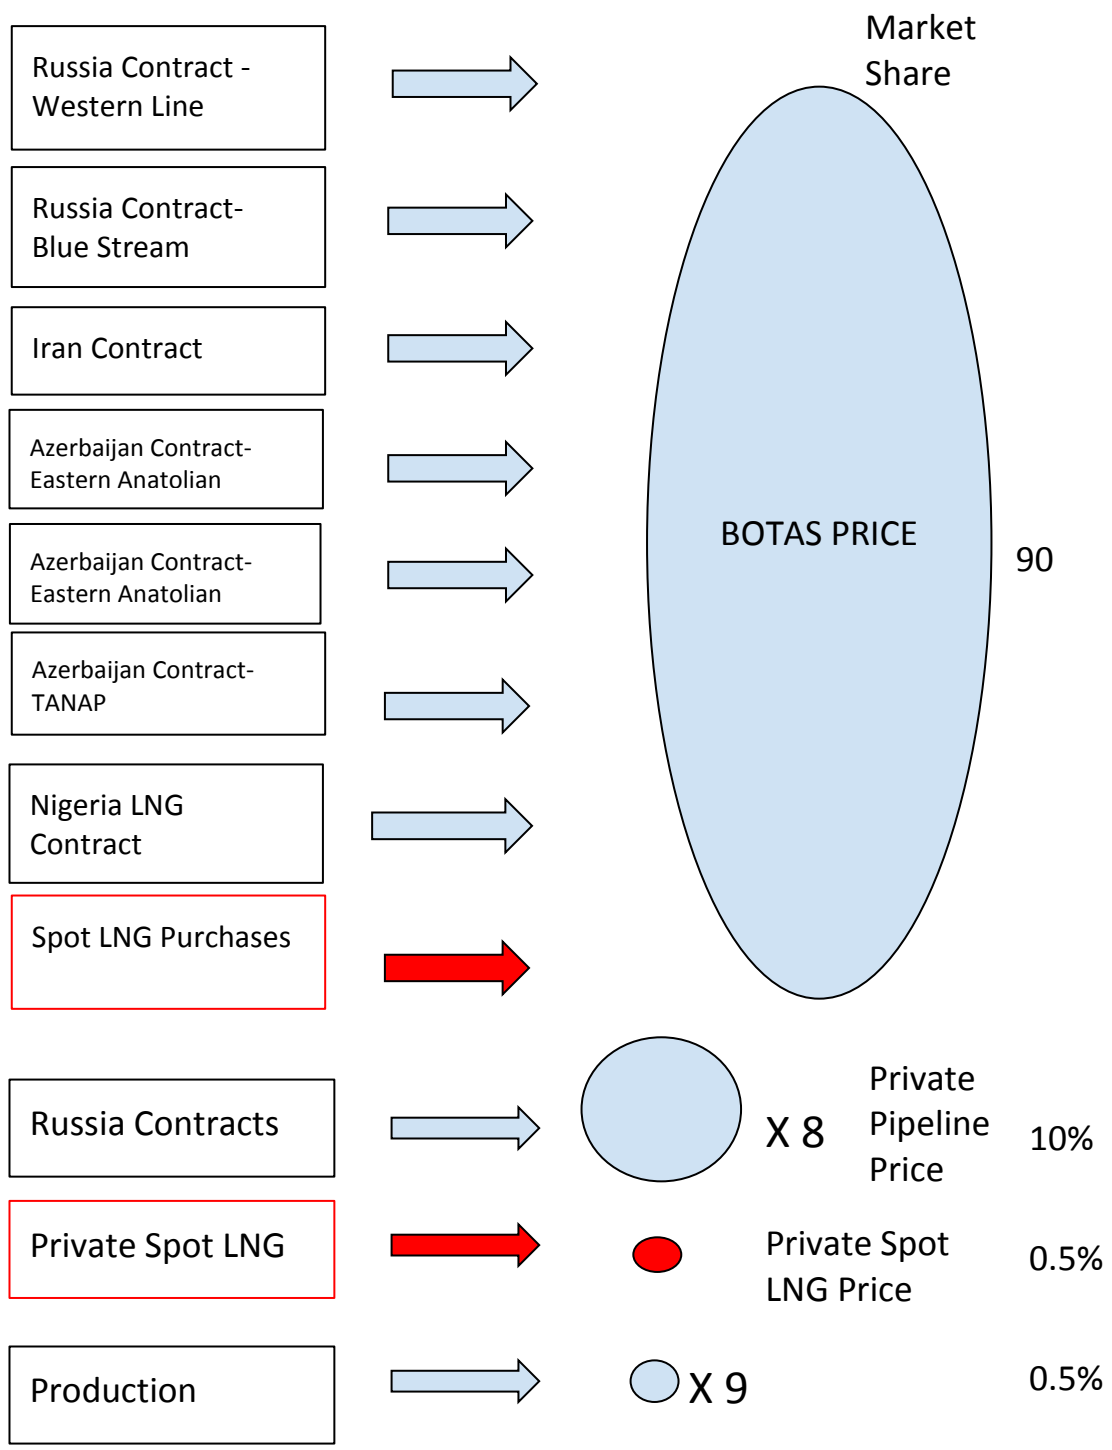 Market
Share
Russia Contract -
Western Line
Russia Contract-
Blue Stream
Iran Contract
Azerbaijan Contract-
Eastern Anatolian
Azerbaijan Contract-
Eastern Anatolian
Azerbaijan Contract-
TANAP
Nigeria LNG
Contract
Spot LNG Purchases
BOTAS PRICE
90
Russia Contracts
X 8
Private
Pipeline
Price
10%
Private Spot LNG
Private Spot
LNG Price
0.5%
Production
X 9
0.5%